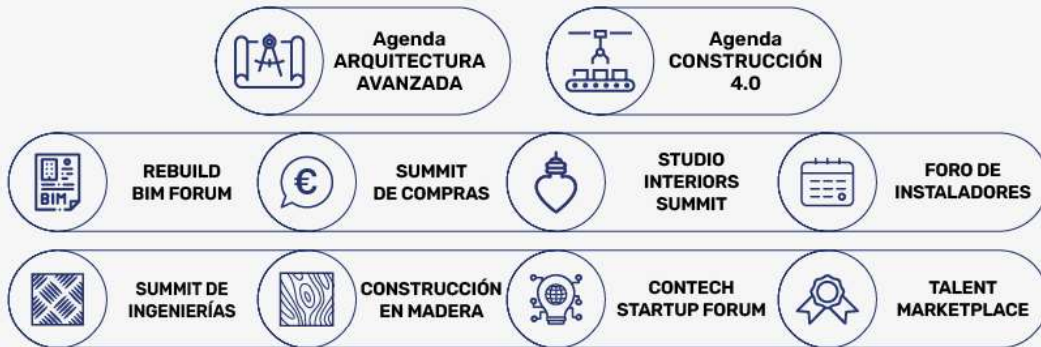 Agenda
ARQUITECTURA
AVANZADA
Agenda
CONSTRUCCIÓN
4.0
BIM
REBUILD
BIM FORUM
€
SUMMIT
DE COMPRAS
STUDIO
INTERIORS
SUMMIT
FORO DE
INSTALADORES
SUMMIT DE
INGENIERÍAS
CONSTRUCCIÓN
EN MADERA
CONTECH
STARTUP FORUM
TALENT
MARKETPLACE